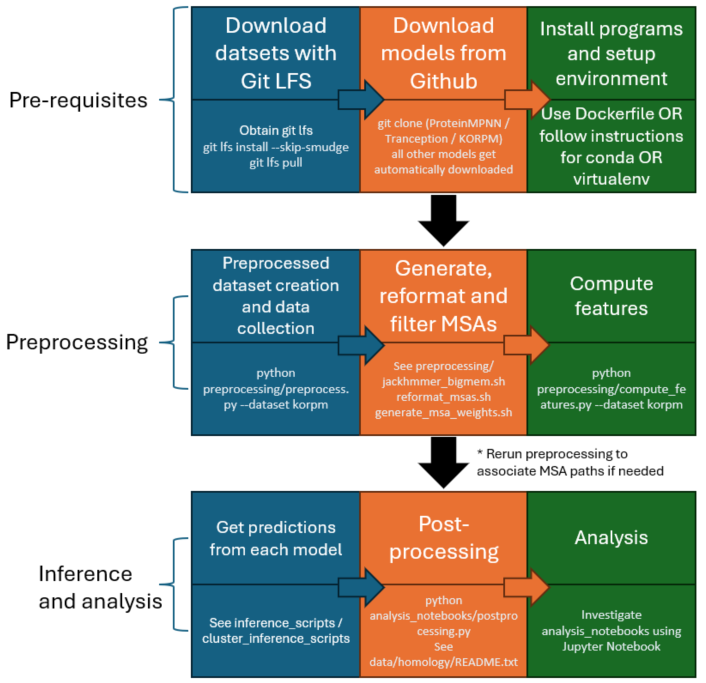 Pre-requisites
Download
datsets with
Git LFS
Obtain git lfs
git lfs install --skip-smudge
git lfs pull
Download
models from
Github
git clone (ProteinMPNN /
Tranception / KORPM)
all other models get
automatically downloaded
Install programs
and setup
environment
Use Dockerfile OR
follow instructions
for conda OR
virtualenv
Preprocessing
Preprocessed
dataset creation
and data
collection
python
preprocessing/preprocess.
py --dataset korpm
Generate,
reformat and
filter MSAs
See preprocessing/
jackhmmer_bigmem.sh
reformat_msas.sh
generate_msa_weights.sh
Compute
features
python
preprocessing/compute_fe
atures.py --dataset korpm
* Rerun preprocessing to
associate MSA paths if needed
Inference
and analysis
Get predictions
from each model
See inference_scripts /
cluster_inference_scripts
Post-
processing
python
analysis_notebooks/postpr
ocessing.py
See
data/homology/README.txt
Analysis
Investigate
analysis_notebooks using
Jupyter Notebook